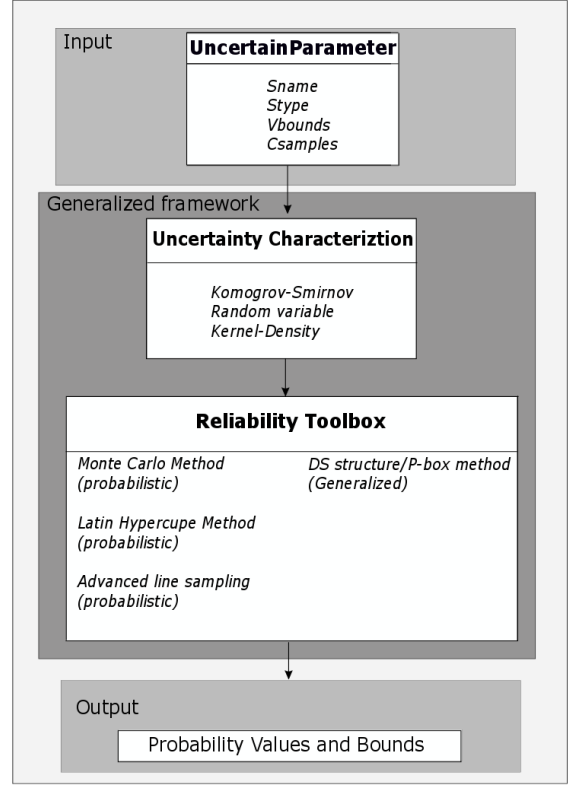 Input
UncertainParameter
Sname
Stype
Vbounds
Csamples
Generalized framework
Uncertainty Characteriztion
Komogrov-Smirnov
Random variable
Kernel-Density
Reliability Toolbox
Monte Carlo Method
(probabilistic)
Latin Hypercupe Method
(probabilistic)
Advanced line sampling
(probabilistic)
DS structure/P-box method
(Generalized)
Output
Probability Values and Bounds